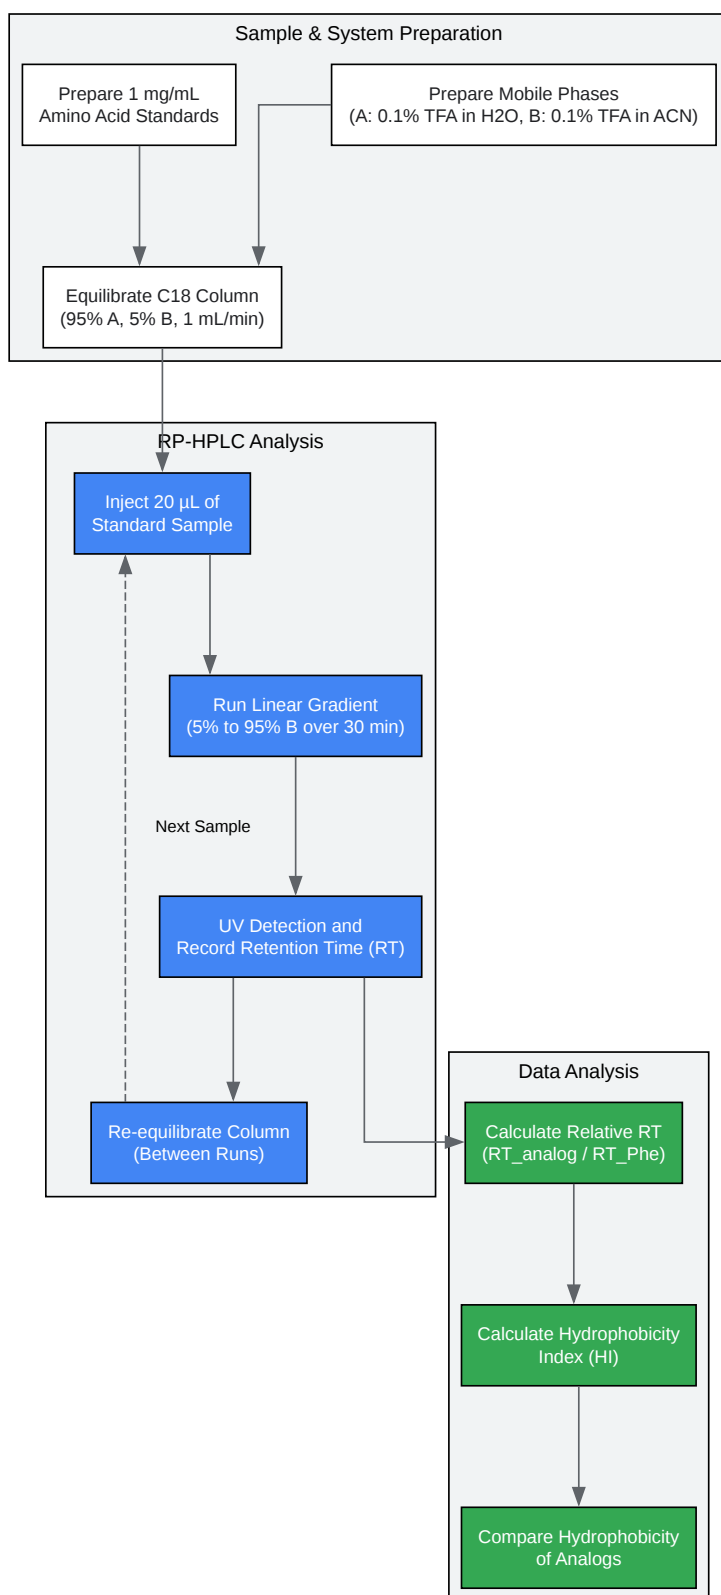 Sample & System Preparation
Prepare 1 mg/mL
Amino Acid Standards
Prepare Mobile Phases
(A: 0.1% TFA in H2O, B: 0.1% TFA in ACN)
Equilibrate C18 Column
(95% A, 5% B, 1 mL/min)
RP-HPLC Analysis
Inject 20 µL of
Standard Sample
Run Linear Gradient
(5% to 95% B over 30 min)
Next Sample
UV Detection and
Record Retention Time (RT)
Re-equilibrate Column
(Between Runs)
Data Analysis
Calculate Relative RT
(RT_analog / RT_Phe)
Calculate Hydrophobicity
Index (HI)
Compare Hydrophobicity
of Analogs